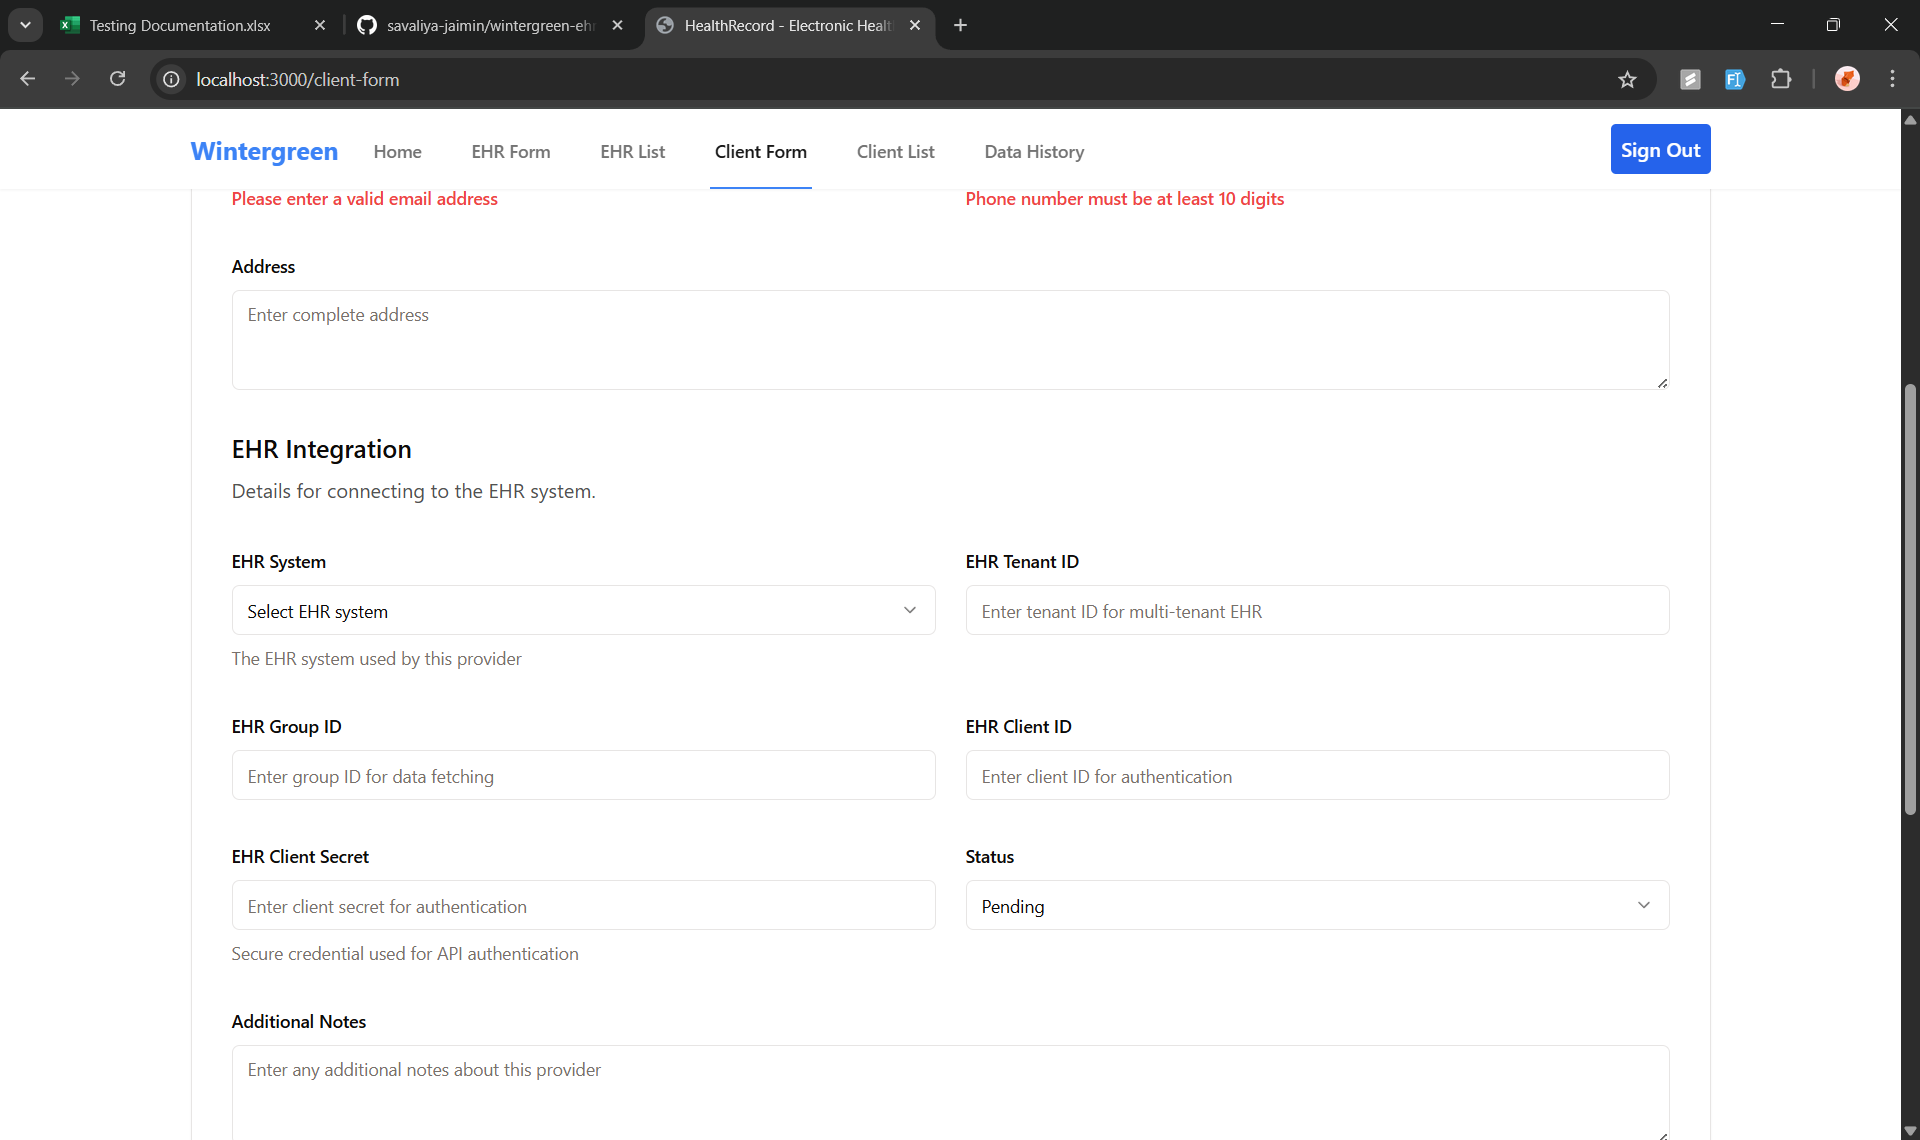 Testing Documentation.xlsx
savaliya-jaimin/wintergreen-ehr
HealthRecord - Electronic Healt
localhost:3000/client-form
Wintergreen
Home
EHR Form
EHR List
Client Form
Client List
Data History
Sign Out
Please enter a valid email address
Phone number must be at least 10 digits
Address
Enter complete address
EHR Integration
Details for connecting to the EHR system.
EHR System
EHR Tenant ID
Select EHR system
Enter tenant ID for multi-tenant EHR
The EHR system used by this provider
EHR Group ID
EHR Client ID
Enter group ID for data fetching
Enter client ID for authentication
EHR Client Secret
Status
Enter client secret for authentication
Pending
Secure credential used for API authentication
Additional Notes
Enter any additional notes about this provider